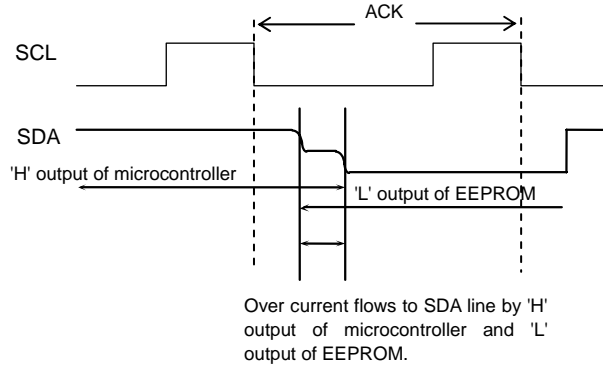 ACK
SCL
SDA
'H' output of microcontroller
'L' output of EEPROM
Over current flows to SDA line by 'H'
output of microcontroller and 'L'
output of EEPROM.